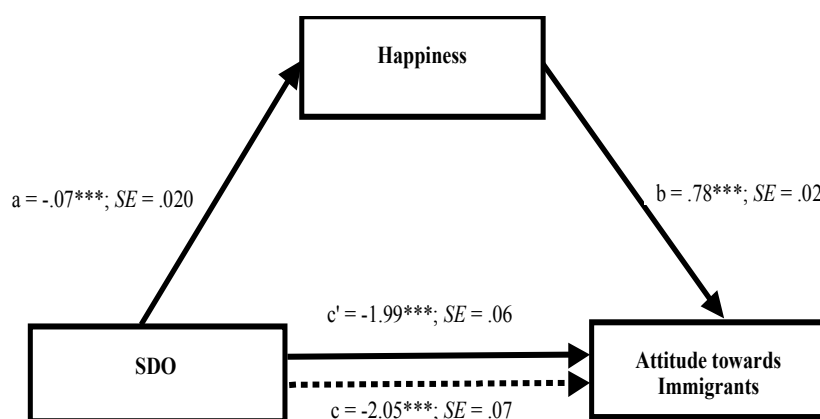 Happiness
a = -.07***; SE = .020
b = .78***; SE = .02
c' = -1.99***; SE = .06
SDO
Attitude towards
Immigrants
c = -2.05***; SE = .07